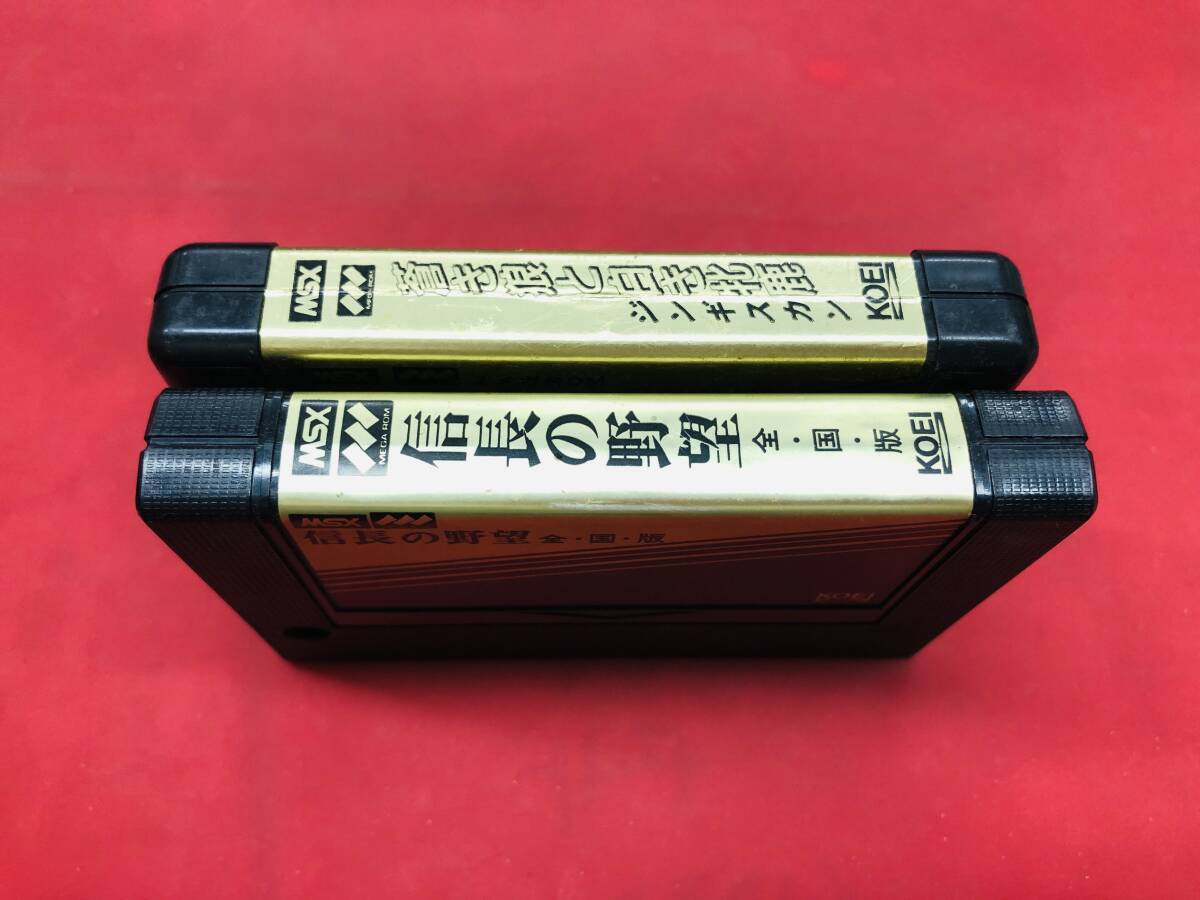 MSX MEGA ROM 蒼き狼と白き牝鹿 KOEI
ジンギスカン
MSX MEGA ROM 信長の野望 全・国・版 KOEI
MSX
信長の野望 全・国・版
KOEI